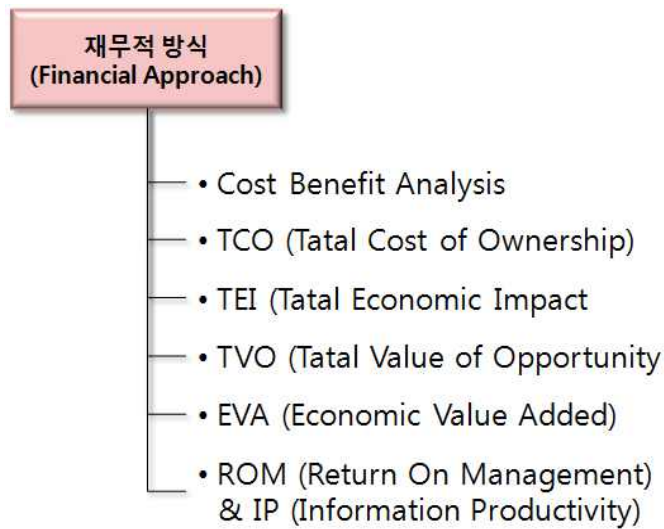 재무적 방식
(Financial Approach)
• Cost Benefit Analysis
• TCO (Tatal Cost of Ownership)
• TEI (Tatal Economic Impact
• TVO (Tatal Value of Opportunity
• EVA (Economic Value Added)
• ROM (Return On Management)
& IP (Information Productivity)